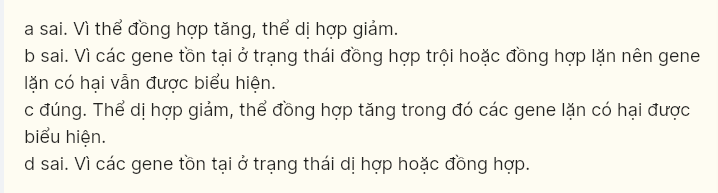 a sai. Vì thể đồng hợp tăng, thể dị hợp giảm.
b sai. Vì các gene tồn tại ở trạng thái đồng hợp trội hoặc đồng hợp lặn nên gene
lặn có hại vẫn được biểu hiện.
c đúng. Thể dị hợp giảm, thể đồng hợp tăng trong đó các gene lặn có hại được
biểu hiện.
d sai. Vì các gene tồn tại ở trạng thái dị hợp hoặc đồng hợp.